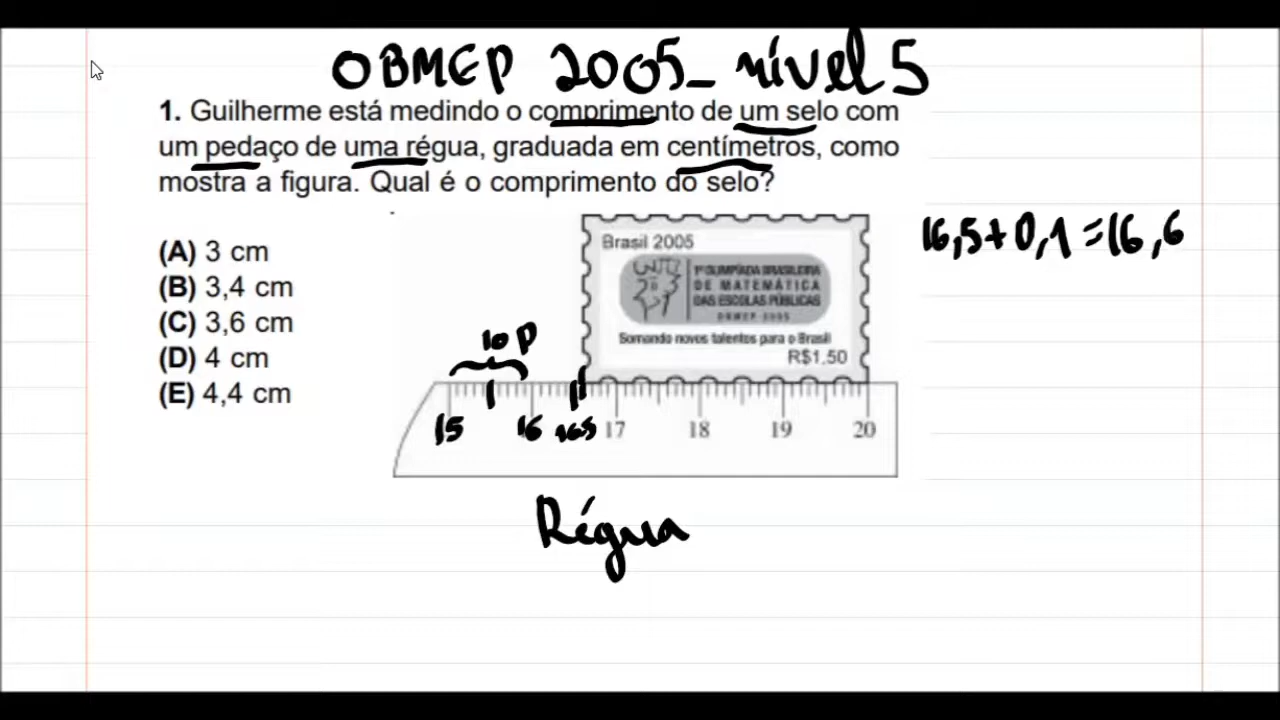 OBMEP 2005_ nível 5
1. Guilherme está medindo o comprimento de um selo com
um pedaço de uma régua, graduada em centímetros, como
mostra a figura. Qual é o comprimento do selo?
16,5+0,1=16,6
(A) 3 cm
(B) 3,4 cm
(C) 3,6 cm
(D) 4 cm
(E) 4,4 cm
Brasil 2005
1ª OLIMPÍADA BRASILEIRA
DE MATEMÁTICA
DAS ESCOLAS PÚBLICAS
OBMEP 2005
Somando novos talentos para o Brasil
R$1,50
10 P
15 16 16,5 17 18 19 20
Régua